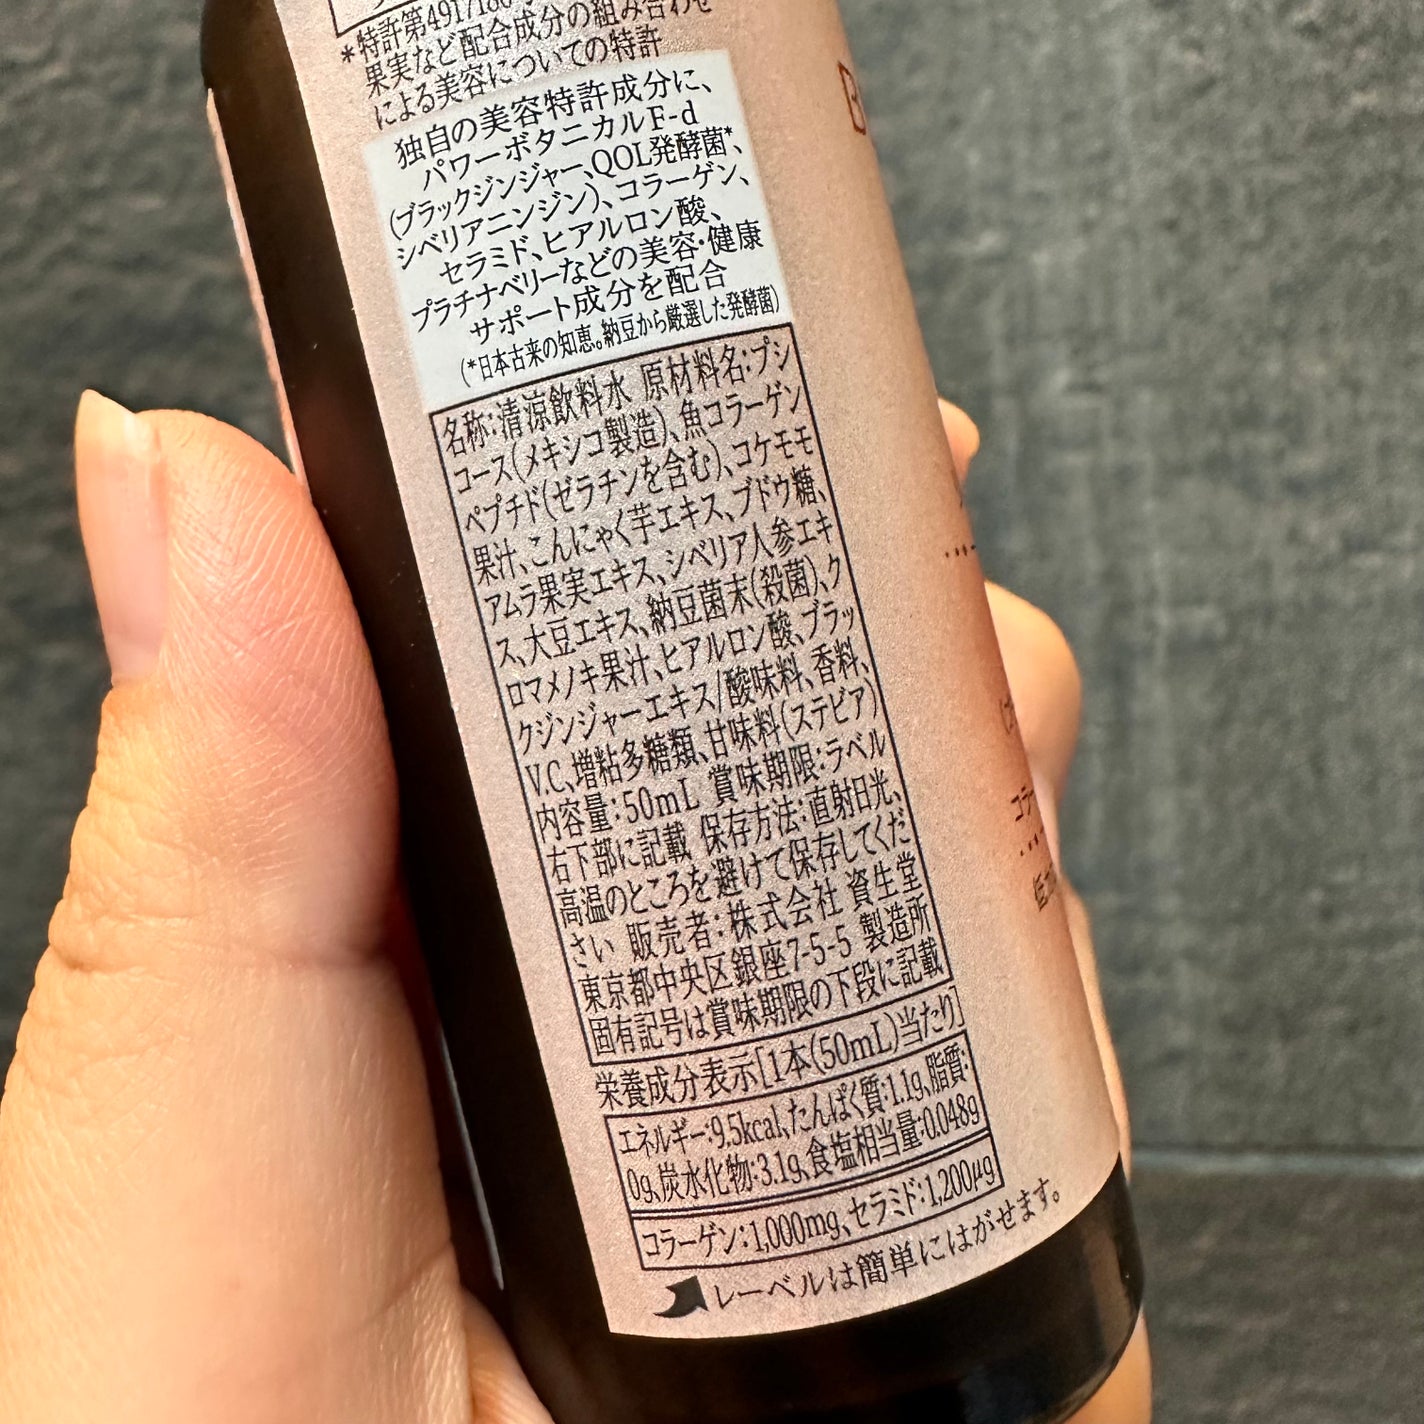 *特許第4917180
果実など配合成分の組み合わせ
による美容についての特許
独自の美容特許成分に、
パワーボタニカルF-d
(ブラックジンジャー、QOL発酵菌*、
シベリアニンジン)、コラーゲン、
セラミド、ヒアルロン酸、
プラチナベリーなどの美容・健康
サポート成分を配合
(*日本古来の知恵。納豆から厳選した発酵菌)
名称:清涼飲料水 原材料名:プシ
コース(メキシコ製造)、魚コラーゲン
ペプチド(ゼラチンを含む)、コケモモ
果汁、こんにゃく芋エキス、ブドウ糖、
アムラ果実エキス、シベリア人参エキ
ス、大豆エキス、納豆菌末(殺菌)、ク
ロマメノキ果汁、ヒアルロン酸、ブラッ
クジンジャーエキス/酸味料、香料、
V.C、増粘多糖類、甘味料(ステビア)
内容量:50mL 賞味期限:ラベル
右下部に記載 保存方法:直射日光、
高温のところを避けて保存してくだ
さい 販売者:株式会社 資生堂
東京都中央区銀座7-5-5 製造所
固有記号は賞味期限の下段に記載
栄養成分表示[1本(50mL)当たり]
エネルギー:9.5kcal、たんぱく質:1.1g、脂質:
0g、炭水化物:3.1g、食塩相当量:0.048g
コラーゲン:1,000mg、セラミド:1,200μg
レーベルは簡単にはがせます。